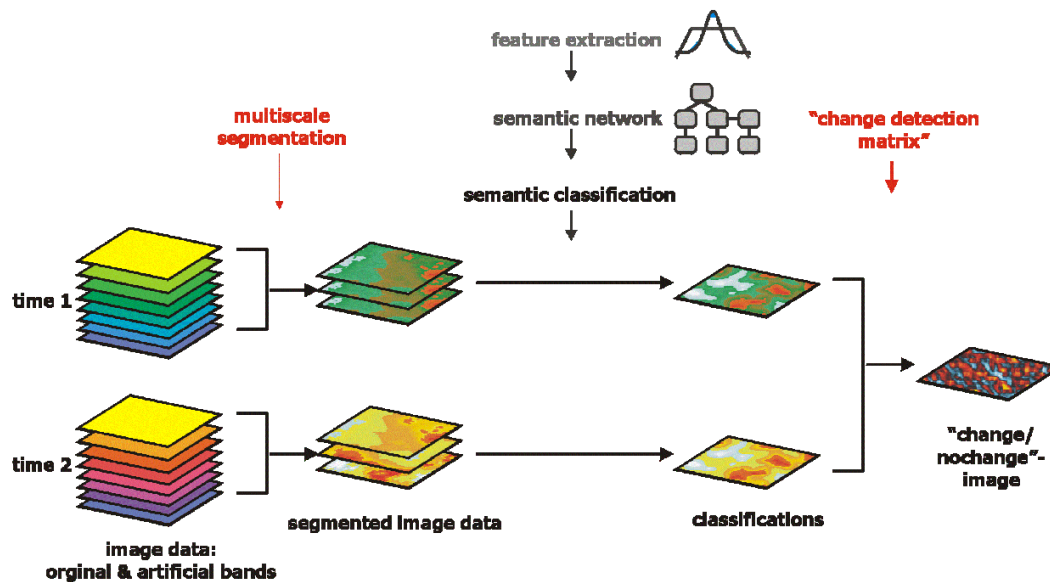 feature extraction
multiscale
segmentation
semantic network
"change detection
matrix"
semantic classification
time 1
time 2
"change/
nochange"-
image
segmented image data
classifications
image data:
orginal & artificial bands